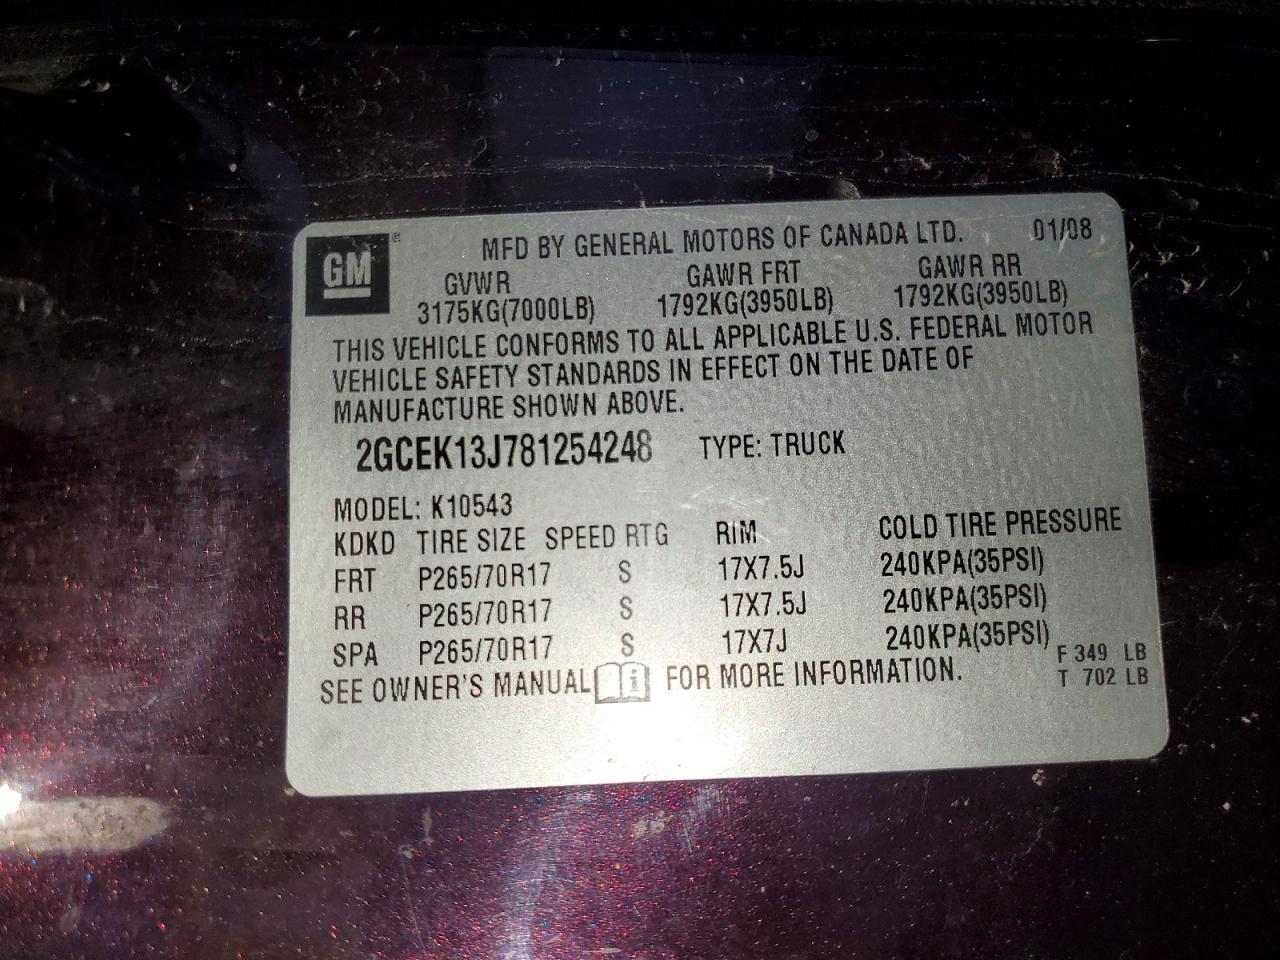 GM® MFD BY GENERAL MOTORS OF CANADA LTD. 01/08
GVWR GAWR FRT GAWR RR
3175KG(7000LB) 1792KG(3950LB) 1792KG(3950LB)
THIS VEHICLE CONFORMS TO ALL APPLICABLE U.S. FEDERAL MOTOR
VEHICLE SAFETY STANDARDS IN EFFECT ON THE DATE OF
MANUFACTURE SHOWN ABOVE.
2GCEK13J781254248 TYPE: TRUCK
MODEL: K10543
KDKD TIRE SIZE SPEED RTG RIM COLD TIRE PRESSURE
FRT P265/70R17 S 17X7.5J 240KPA(35PSI)
RR P265/70R17 S 17X7.5J 240KPA(35PSI)
SPA P265/70R17 S 17X7J 240KPA(35PSI)
F 349 LB
SEE OWNER'S MANUAL i FOR MORE INFORMATION.
T 702 LB